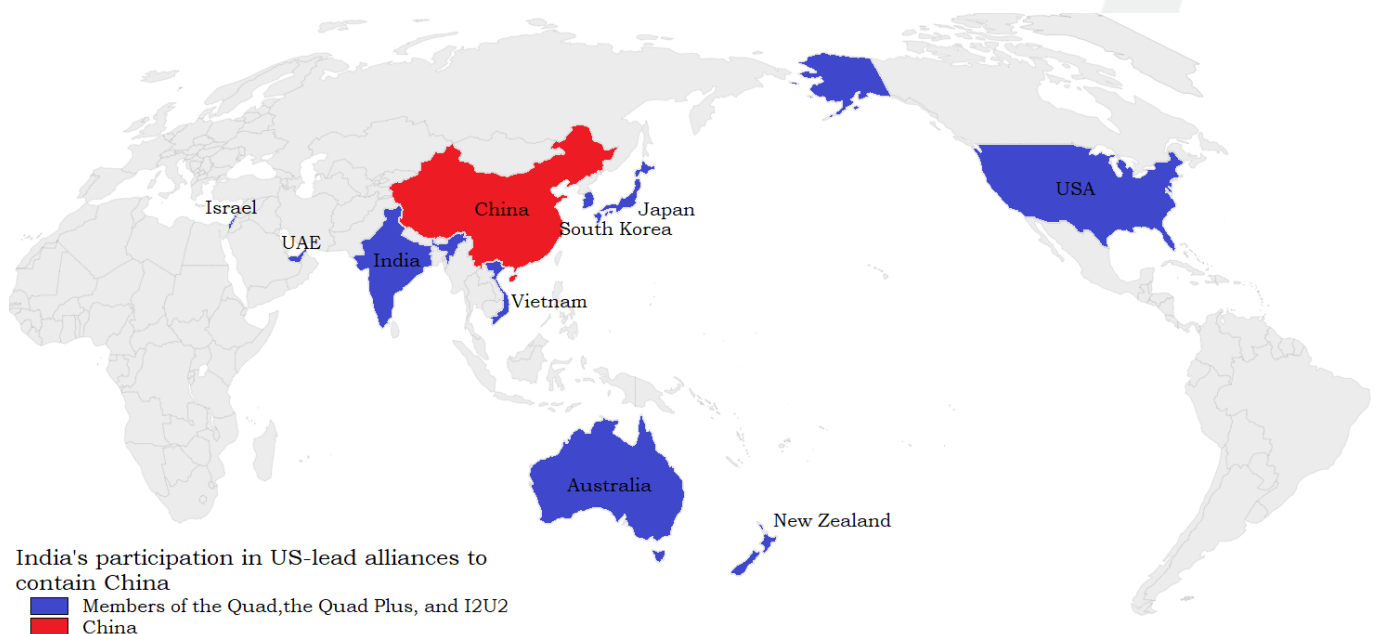 USA
Israel
China
Japan
South Korea
UAE
India
Vietnam
Australia
New Zealand
India's participation in US-lead alliances to
contain China
Members of the Quad,the Quad Plus, and I2U2
China